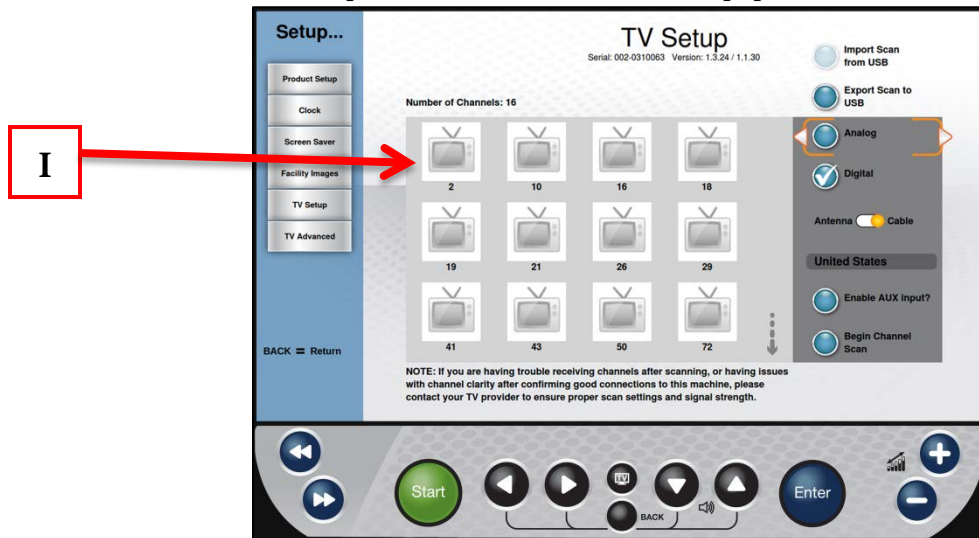 Setup...
TV Setup
Serial: 002-0310063 Version: 1.3.24 / 1.1.30
Product Setup
Clock
Screen Saver
Facility Images
TV Setup
TV Advanced
BACK = Return
I
Number of Channels: 16
2 10 16 18
19 21 26 29
41 43 50 72
Import Scan
from USB
Export Scan to
USB
Analog
Digital
Antenna Cable
United States
Enable AUX input?
Begin Channel
Scan
NOTE: If you are having trouble receiving channels after scanning, or having issues
with channel clarity after confirming good connections to this machine, please
contact your TV provider to ensure proper scan settings and signal strength.
Start
TV
BACK
Enter